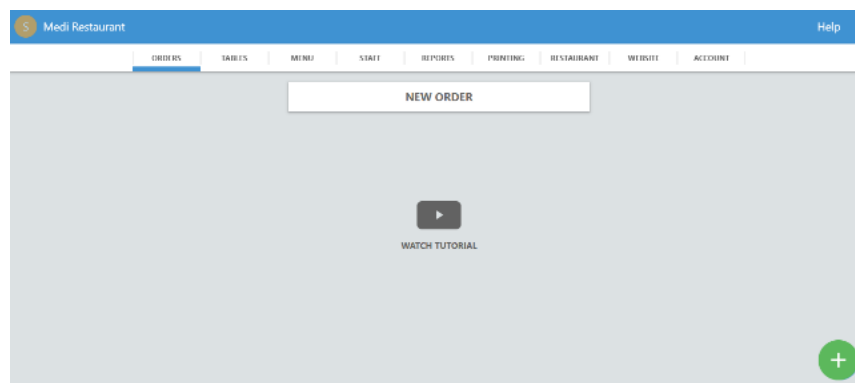 S Medi Restaurant Help
ORDERS TABLES MENU STAFF REPORTS PRINTING RESTAURANT WEBSITE ACCOUNT
NEW ORDER
WATCH TUTORIAL
+